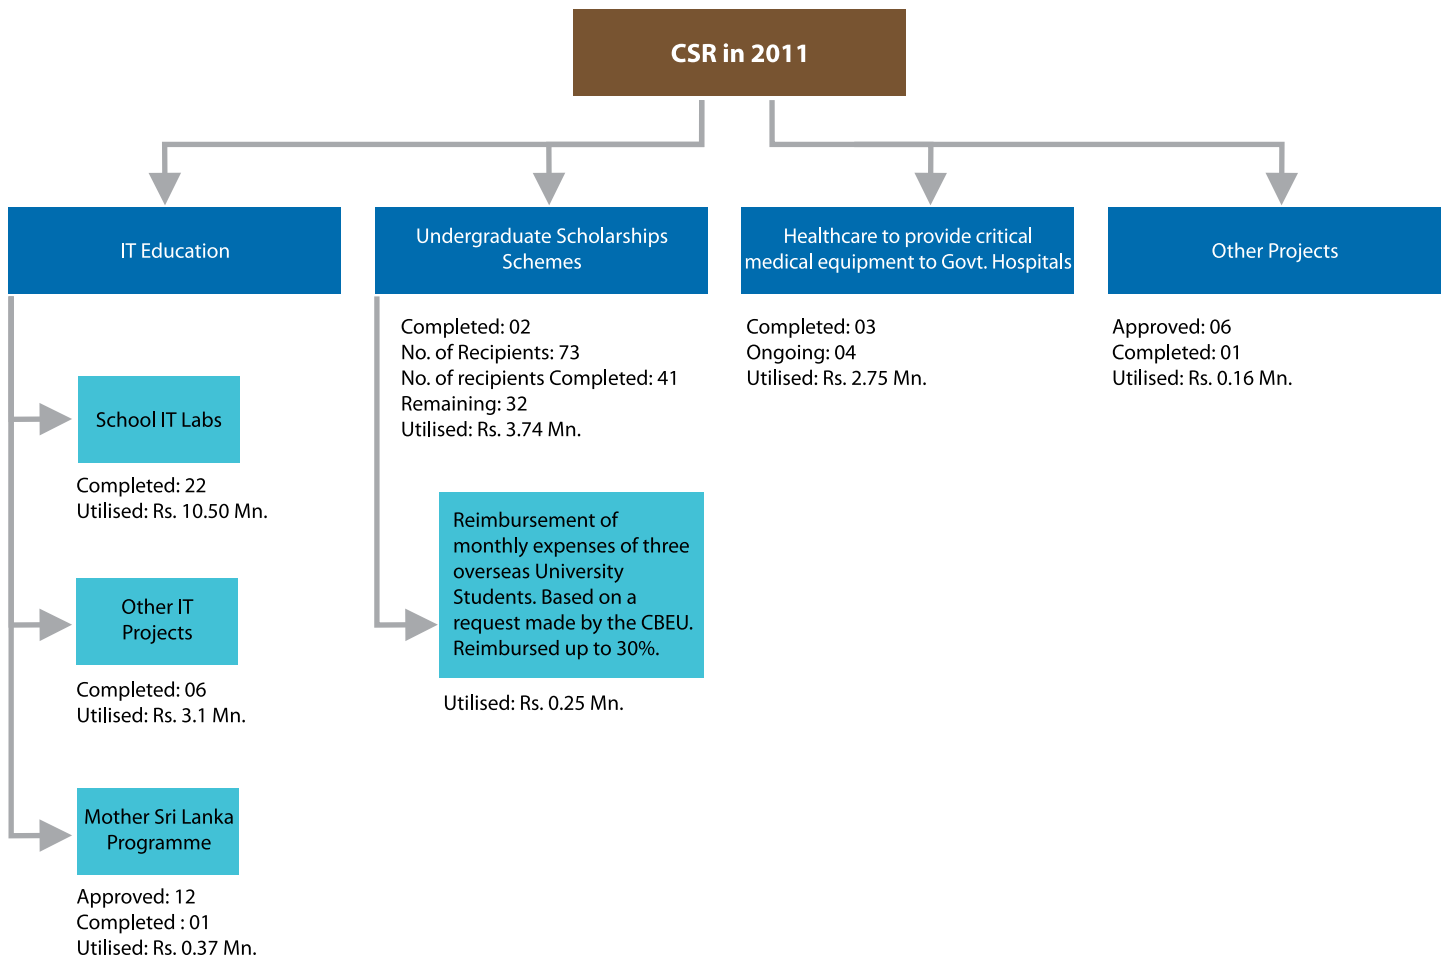 CSR in 2011
IT Education
Undergraduate Scholarships
Schemes
Healthcare to provide critical
medical equipment to Govt. Hospitals
Other Projects
School IT Labs
Completed: 22
Utilised: Rs. 10.50 Mn.
Other IT
Projects
Completed: 06
Utilised: Rs. 3.1 Mn.
Mother Sri Lanka
Programme
Approved: 12
Completed : 01
Utilised: Rs. 0.37 Mn.
Completed: 02
No. of Recipients: 73
No. of recipients Completed: 41
Remaining: 32
Utilised: Rs. 3.74 Mn.
Reimbursement of
monthly expenses of three
overseas University
Students. Based on a
request made by the CBEU.
Reimbursed up to 30%.
Utilised: Rs. 0.25 Mn.
Completed: 03
Ongoing: 04
Utilised: Rs. 2.75 Mn.
Approved: 06
Completed: 01
Utilised: Rs. 0.16 Mn.